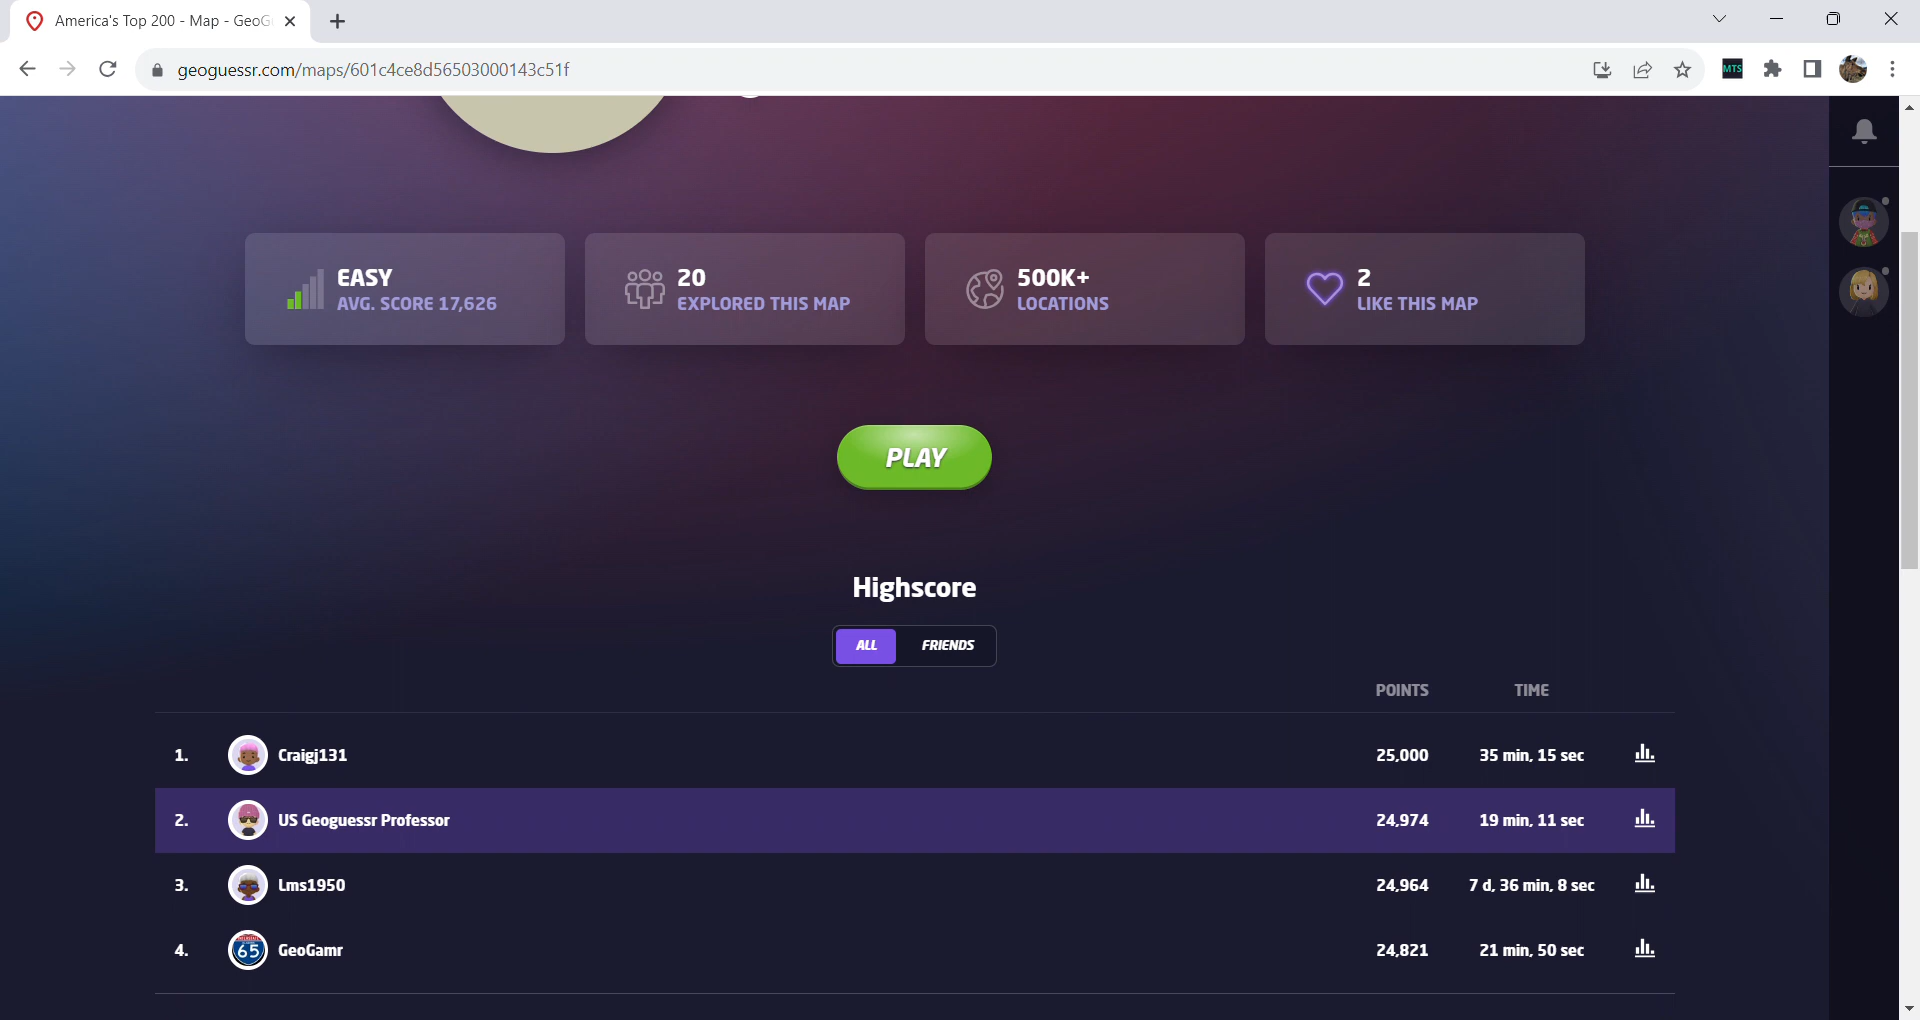 America's Top 200 - Map - GeoG
geoguessr.com/maps/601c4ce8d56503000143c51f
MTS
EASY
AVG. SCORE 17,626
20
EXPLORED THIS MAP
500K+
LOCATIONS
2
LIKE THIS MAP
PLAY
Highscore
ALL FRIENDS
POINTS TIME
1. Craigj131 25,000 35 min, 15 sec
2. US Geoguessr Professor 24,974 19 min, 11 sec
3. Lms1950 24,964 7 d, 36 min, 8 sec
4. 65 GeoGamr 24,821 21 min, 50 sec